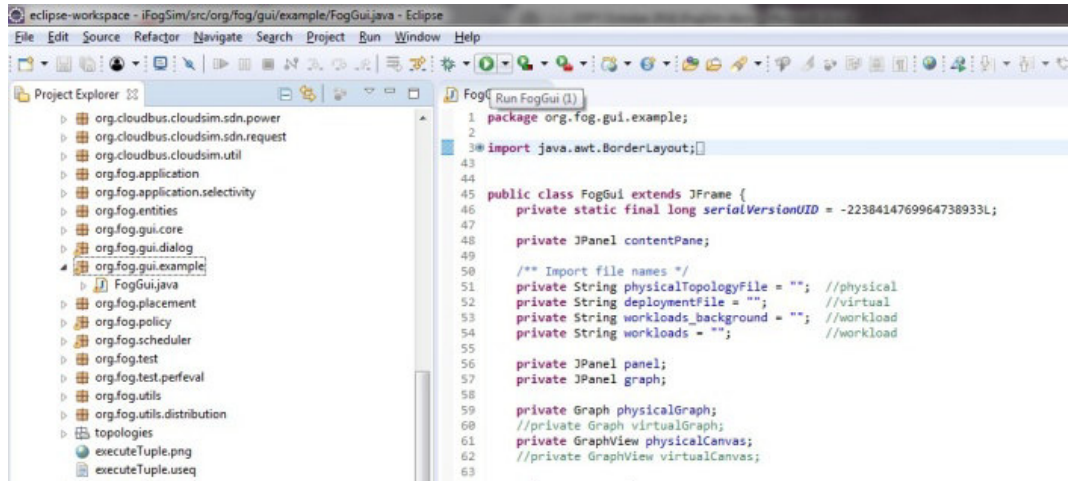 eclipse-workspace - iFogSim/src/org/fog/gui/example/FogGui.java - Eclipse
File Edit Source Refactor Navigate Search Project Run Window Help
Project Explorer
org.cloudbus.cloudsim.sdn.power
org.cloudbus.cloudsim.sdn.request
org.cloudbus.cloudsim.util
org.fog.application
org.fog.application.selectivity
org.fog.entities
org.fog.gui.core
org.fog.gui.dialog
org.fog.gui.example
FogGui.java
org.fog.placement
org.fog.policy
org.fog.scheduler
org.fog.test
org.fog.test.perfeval
org.fog.utils
org.fog.utils.distribution
topologies
executeTuple.png
executeTuple.useq
Run FogGui (1)
1 package org.fog.gui.example;
2
3 import java.awt.BorderLayout;
43
44
45 public class FogGui extends JFrame {
46 private static final long serialVersionUID = -2238414769964738933L;
47
48 private JPanel contentPane;
49
50 /** Import file names */
51 private String physicalTopologyFile = ""; //physical
52 private String deploymentFile = ""; //virtual
53 private String workloads_background = ""; //workload
54 private String workloads = ""; //workload
55
56 private JPanel panel;
57 private JPanel graph;
58
59 private Graph physicalGraph;
60 //private Graph virtualGraph;
61 private GraphView physicalCanvas;
62 //private GraphView virtualCanvas;
63